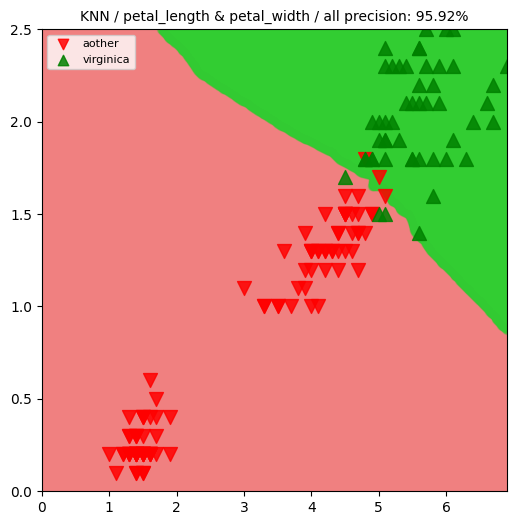 KNN / petal_length & petal_width / all precision: 95.92%
aother
virginica
2.5
2.0
1.5
1.0
0.5
0.0
0 1 2 3 4 5 6